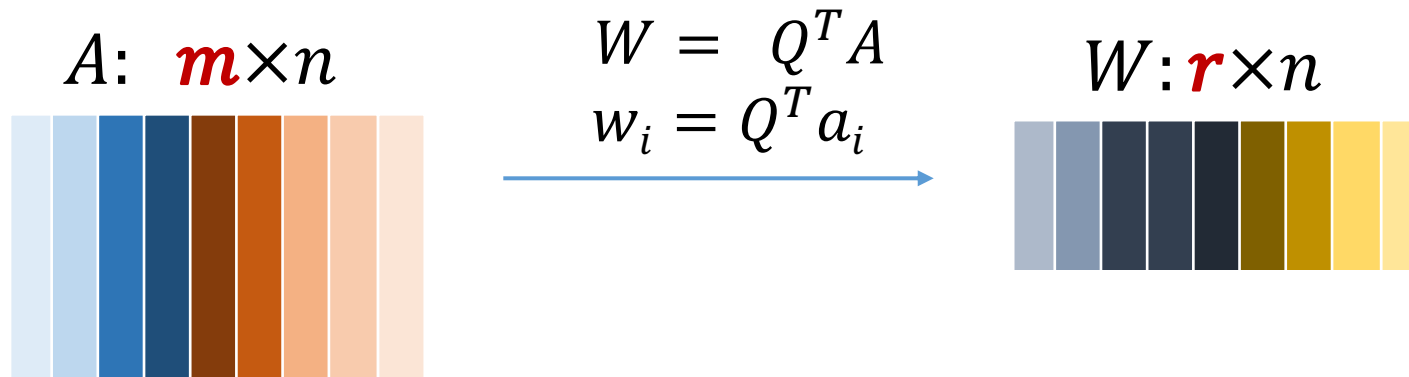 A: m×n
W = Q^T A
w_i = Q^T a_i
W: r×n